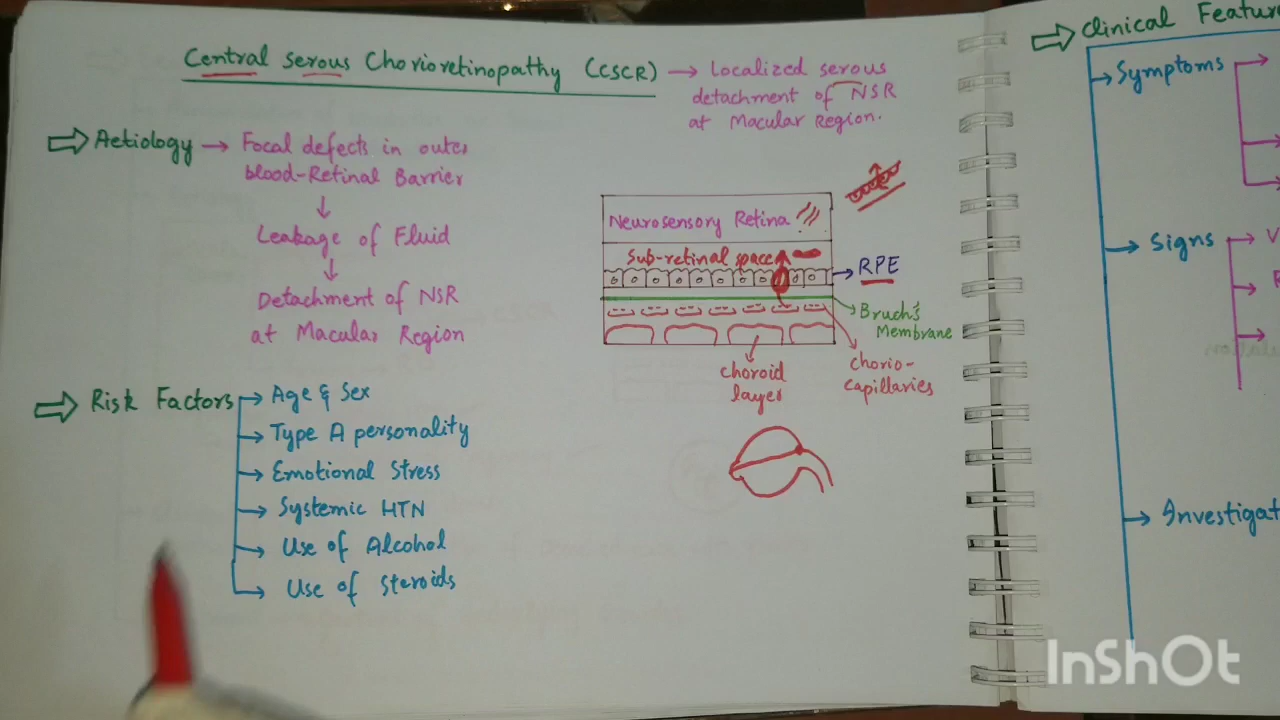 Central Serous Chorioretinopathy (CSCR) → Localized serous
detachment of NSR
at Macular Region.
⇒ Aetiology → Focal defects in outer
blood-Retinal Barrier
↓
Leakage of Fluid
↓
Detachment of NSR
at Macular Region
Neurosensory Retina
Sub-retinal space
→ RPE
Bruch's
Membrane
Chorio-
capillaries
choroid
layer
⇒ Risk Factors → Age & Sex
→ Type A personality
→ Emotional Stress
→ Systemic HTN
→ Use of Alcohol
→ Use of Steroids
⇒ Clinical Featur
→ Symptoms
→ Signs → V
→ Investigat
InShOt